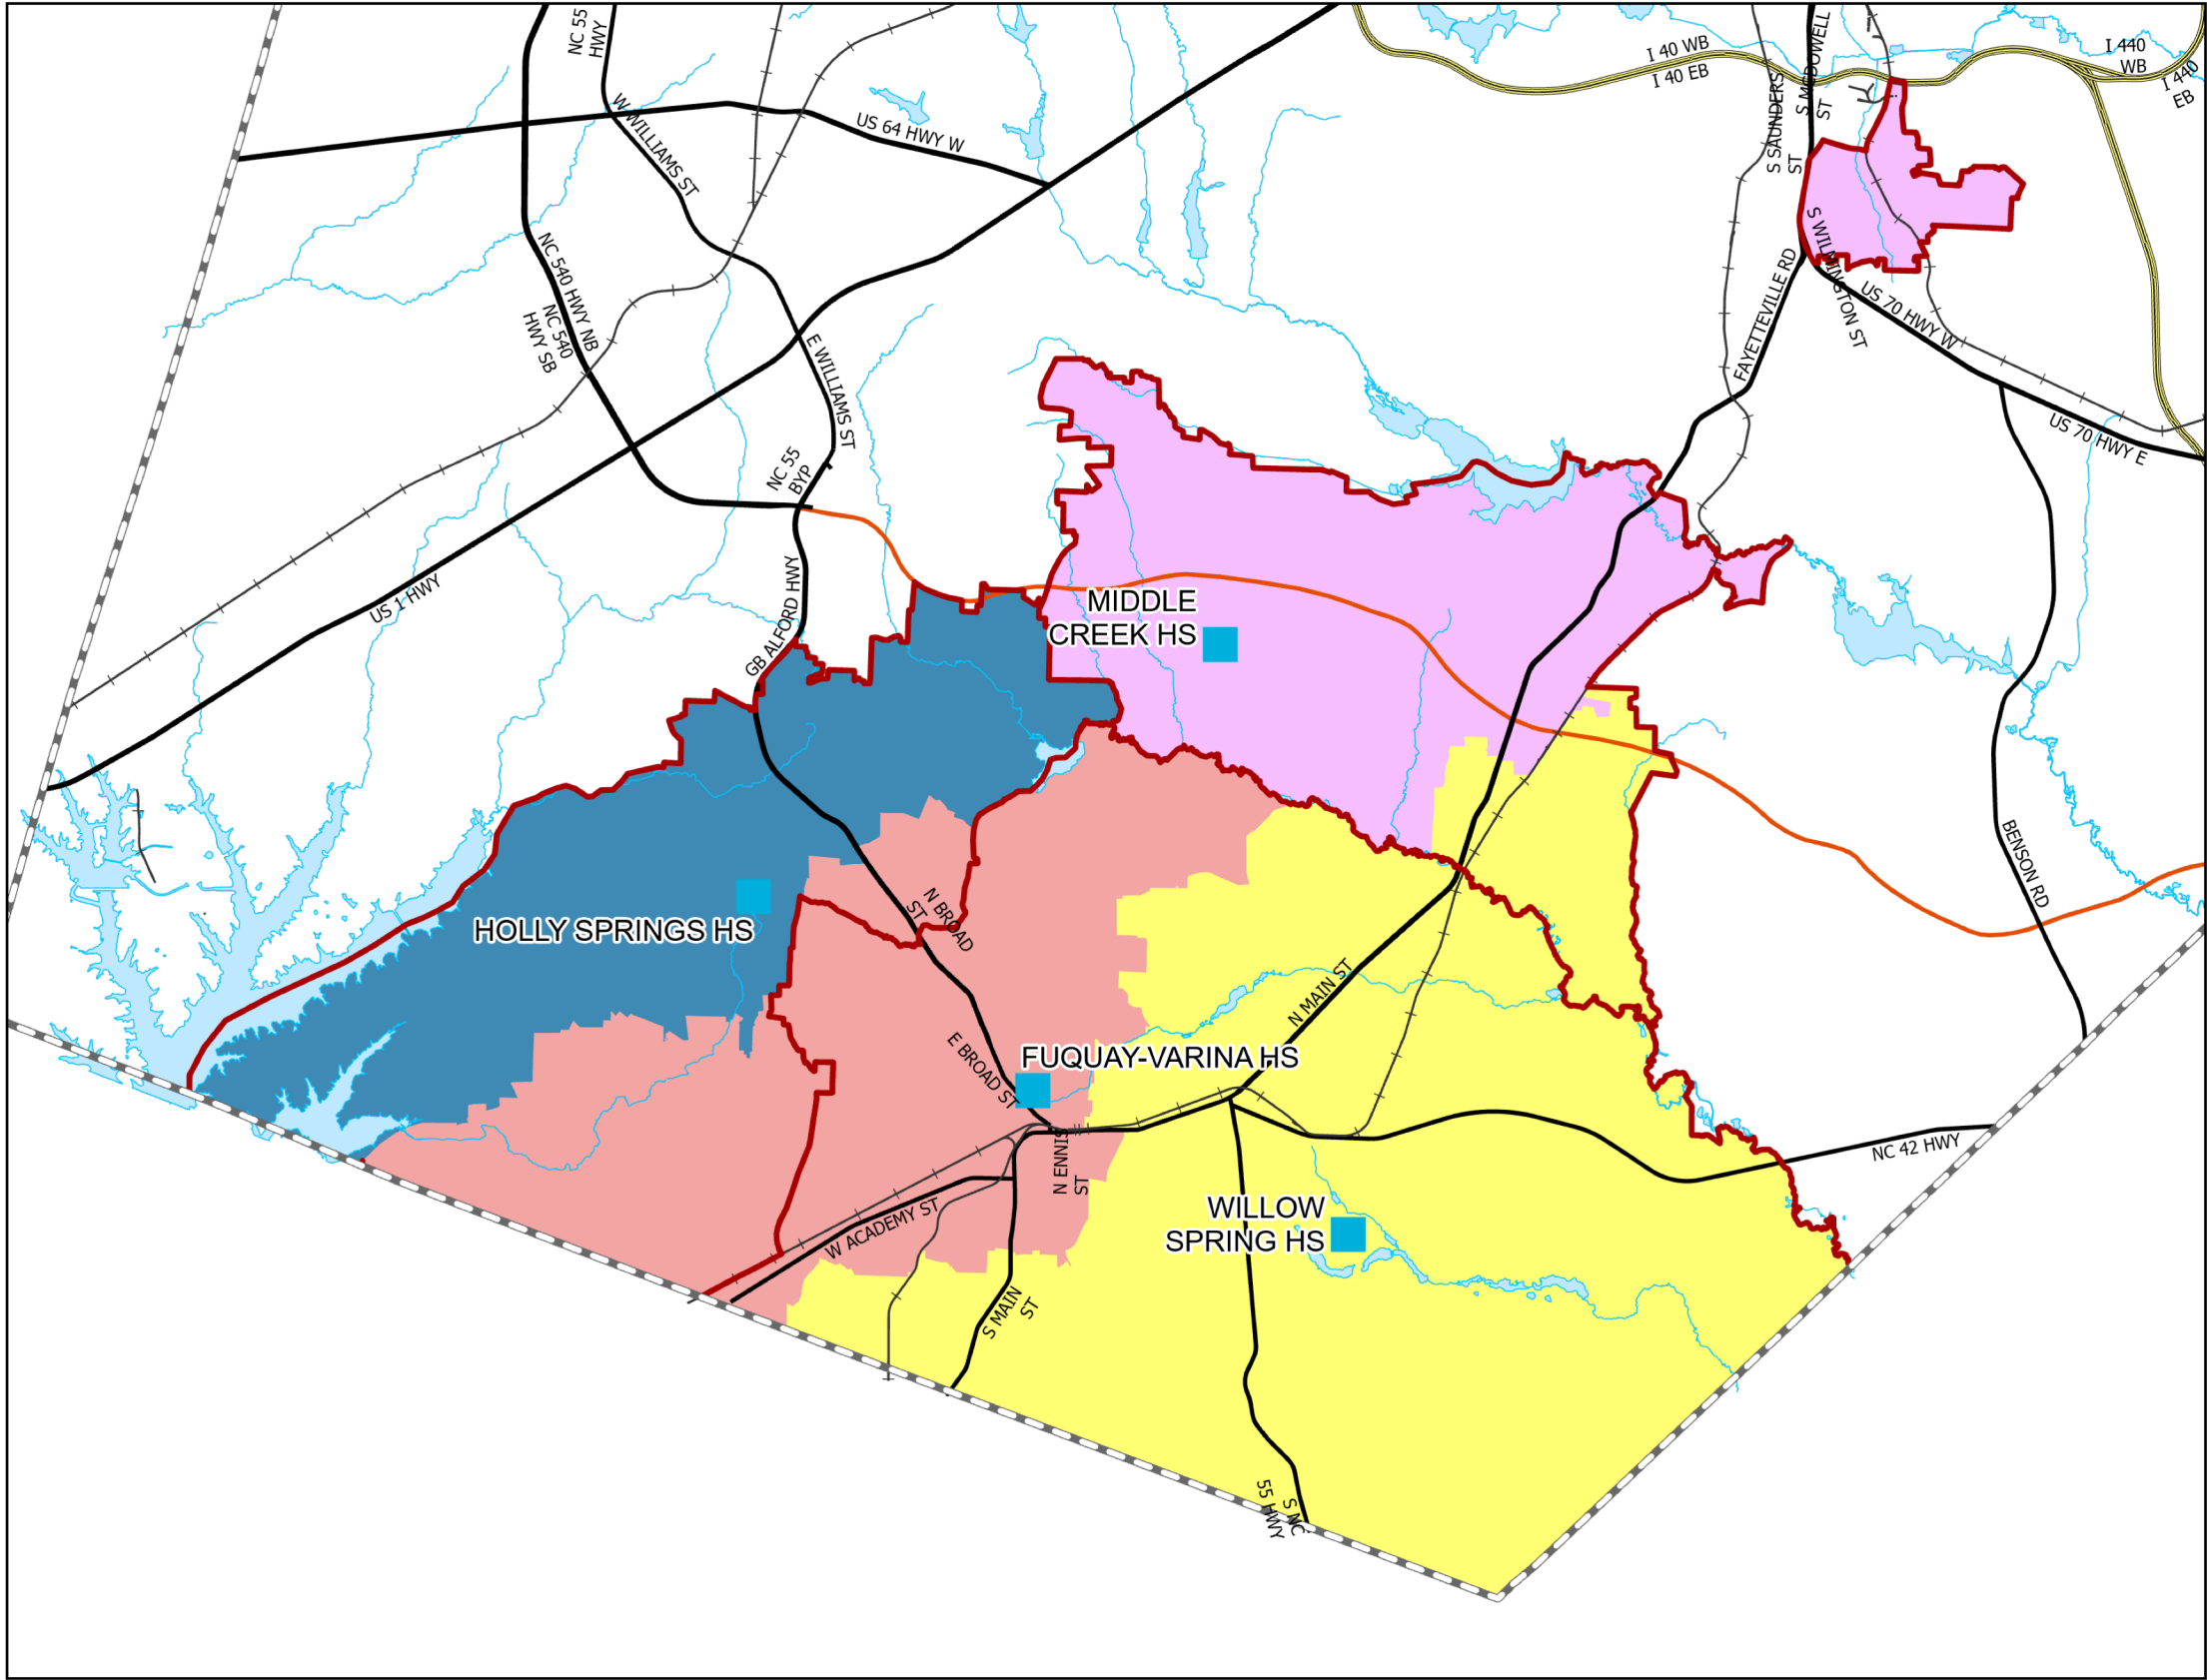 NC 55
HWY
I 40 WB
I 40 EB
S SAUNDERS
ST
S MCDOWELL
ST
I 440
WB
I 440
EB
W WILLIAMS ST
US 64 HWY W
NC 540 HWY NB
NC 540
HWY SB
E WILLIAMS ST
FAYETTEVILLE RD
S WILMINGTON ST
US 70 HWY W
US 70 HWY E
NC 55
BYP
US 1 HWY
GB ALFORD HWY
MIDDLE
CREEK HS
BENSON RD
HOLLY SPRINGS HS
N BROAD
ST
N MAIN ST
E BROAD ST
FUQUAY-VARINA HS
N ENNIS
ST
NC 42 HWY
W ACADEMY ST
WILLOW
SPRING HS
S MAIN
ST
S NC
55 HWY